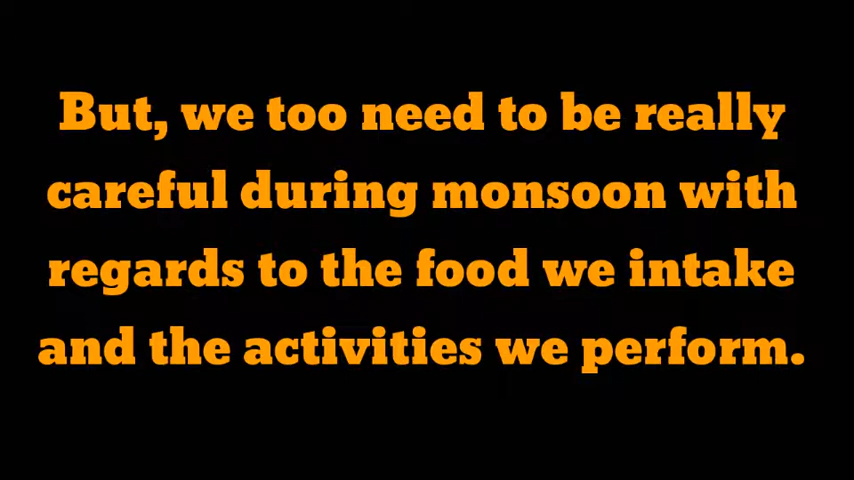 But, we too need to be really
careful during monsoon with
regards to the food we intake
and the activities we perform.